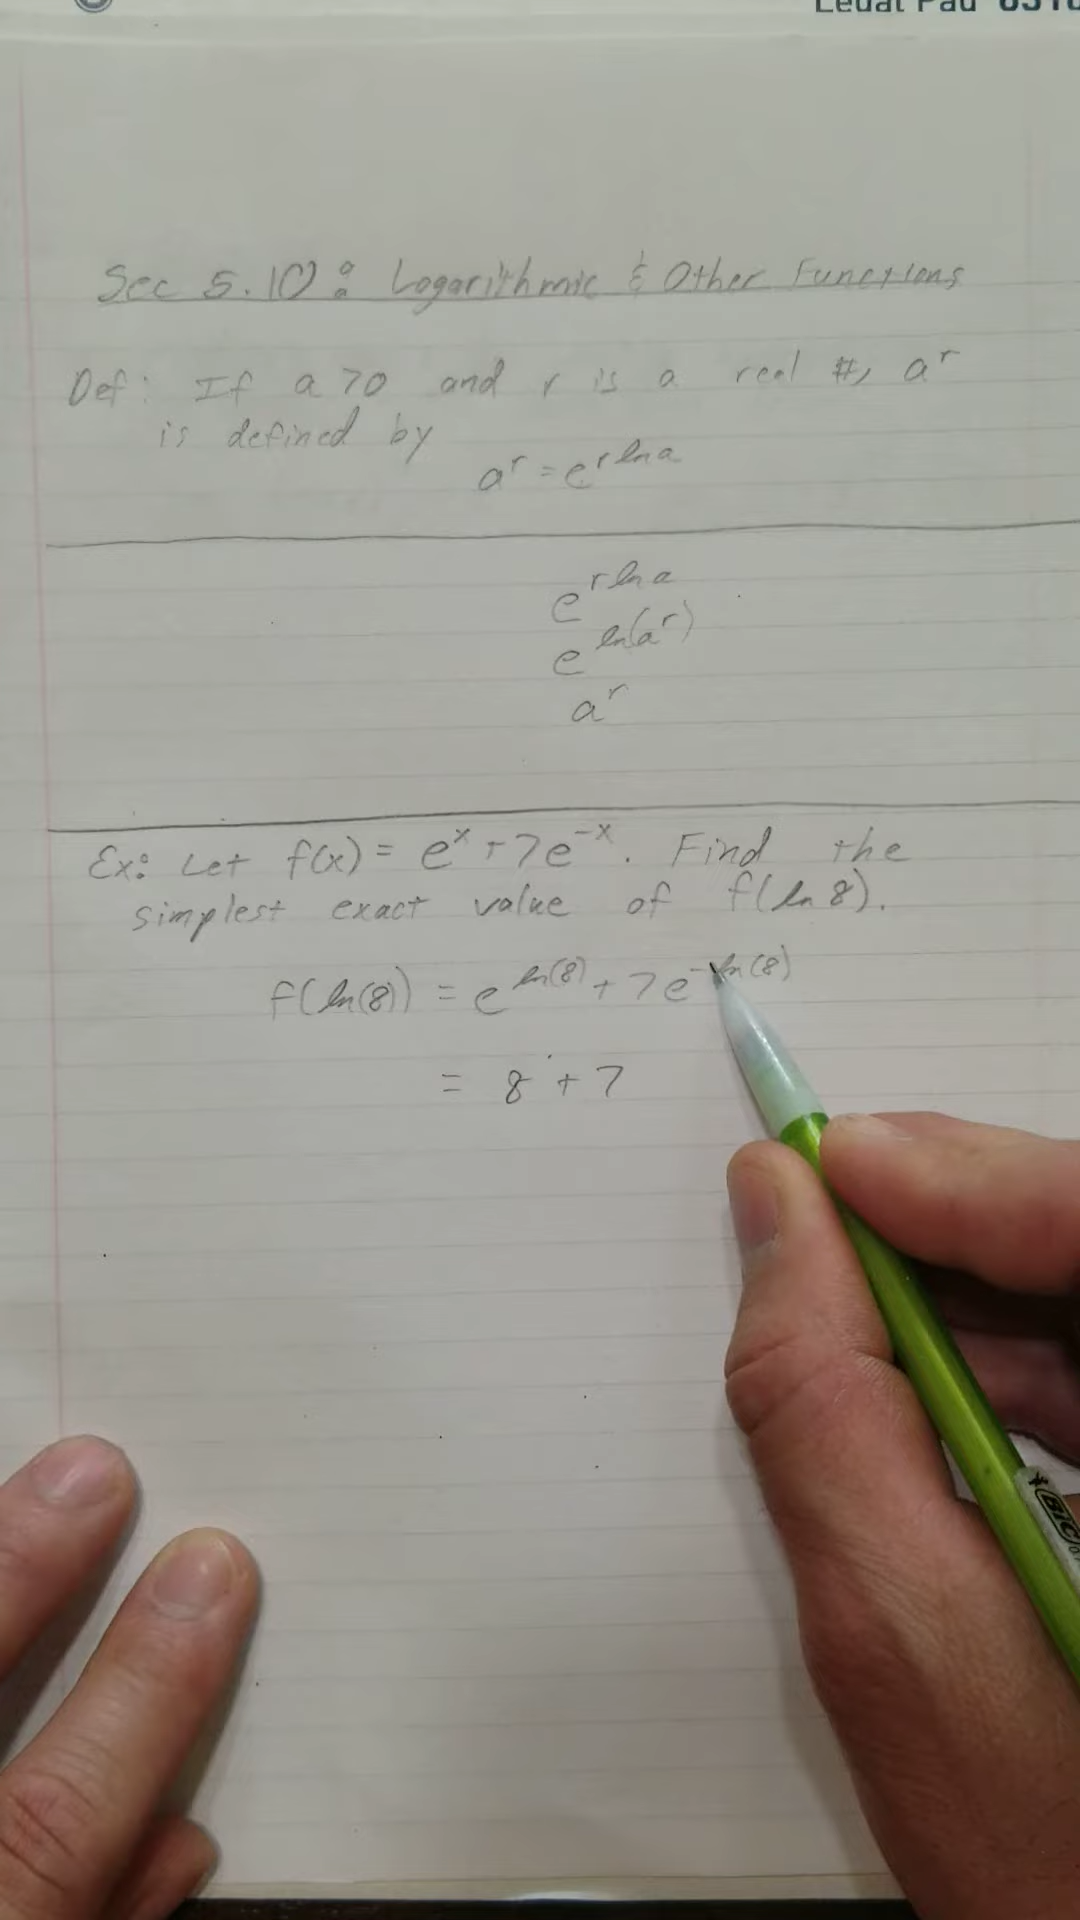 Sec 5.10: Logarithmic & Other Functions
Def: If a > 0 and r is a real #, a^r
is defined by
a^r = e^{r ln a}
e^{r ln a}
e^{ln(a^r)}
a^r
Ex: Let f(x) = e^x + 7e^{-x}. Find the
simplest exact value of f(ln 8).
f(ln(8)) = e^{ln(8)} + 7e^{-ln(8)}
= 8 + 7
BIC